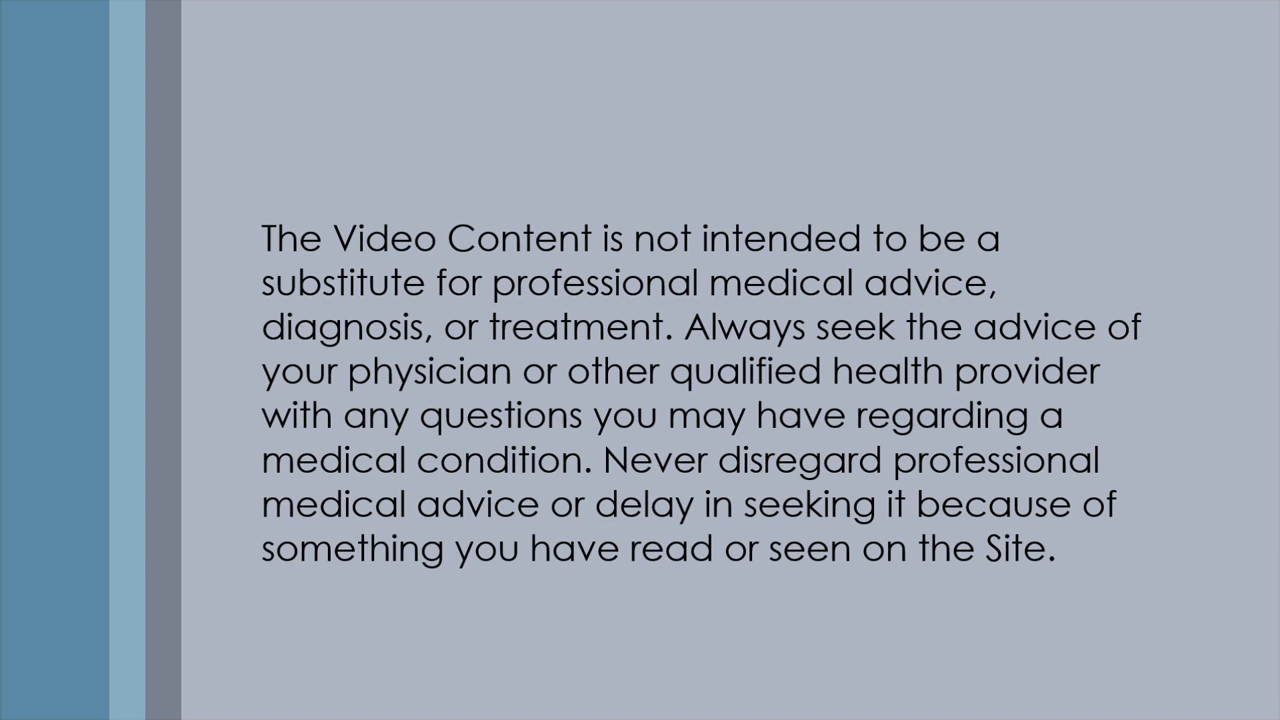 The Video Content is not intended to be a
substitute for professional medical advice,
diagnosis, or treatment. Always seek the advice of
your physician or other qualified health provider
with any questions you may have regarding a
medical condition. Never disregard professional
medical advice or delay in seeking it because of
something you have read or seen on the Site.